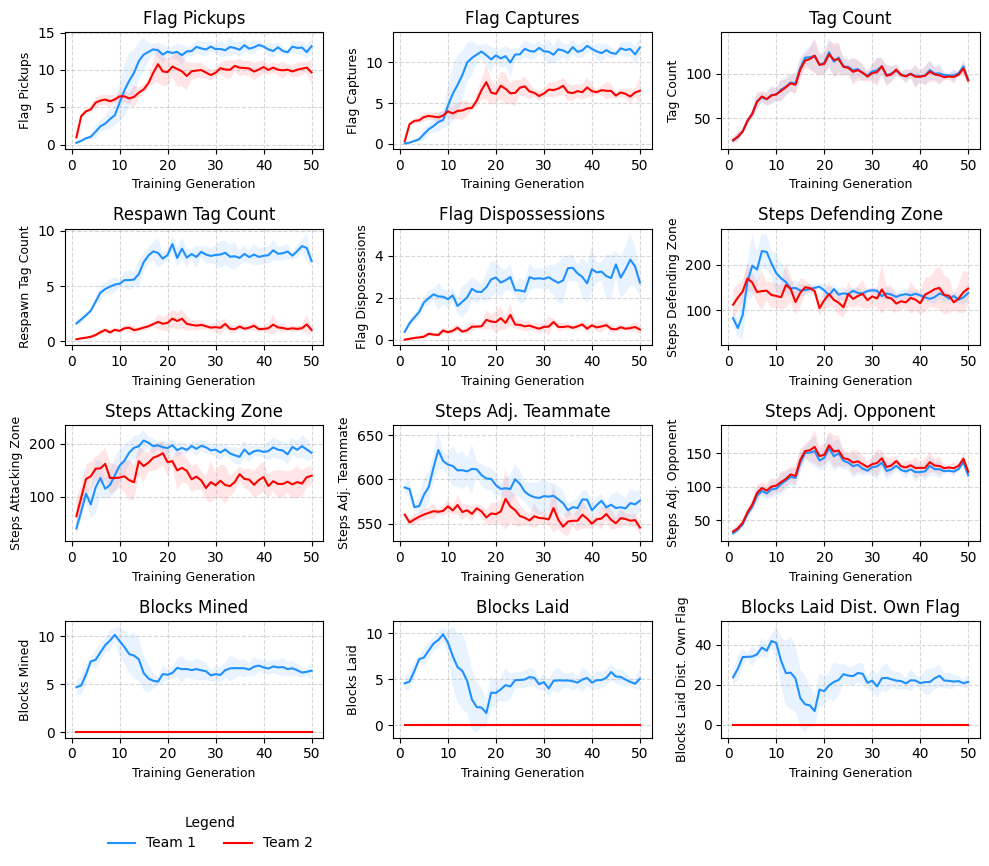 Flag Pickups
Flag Captures
Tag Count
Flag Pickups
15
10
5
0
0 10 20 30 40 50
Training Generation
Flag Captures
10
5
0
0 10 20 30 40 50
Training Generation
Tag Count
100
50
0 10 20 30 40 50
Training Generation
Respawn Tag Count
Flag Dispossessions
Steps Defending Zone
Respawn Tag Count
10
5
0
0 10 20 30 40 50
Training Generation
Flag Dispossessions
4
2
0
0 10 20 30 40 50
Training Generation
Steps Defending Zone
200
100
0 10 20 30 40 50
Training Generation
Steps Attacking Zone
Steps Adj. Teammate
Steps Adj. Opponent
Steps Attacking Zone
200
100
0 10 20 30 40 50
Training Generation
Steps Adj. Teammate
650
600
550
0 10 20 30 40 50
Training Generation
Steps Adj. Opponent
150
100
50
0 10 20 30 40 50
Training Generation
Blocks Mined
Blocks Laid
Blocks Laid Dist. Own Flag
Blocks Mined
10
5
0
0 10 20 30 40 50
Training Generation
Blocks Laid
10
5
0
0 10 20 30 40 50
Training Generation
Blocks Laid Dist. Own Flag
40
20
0
0 10 20 30 40 50
Training Generation
Legend
Team 1 Team 2